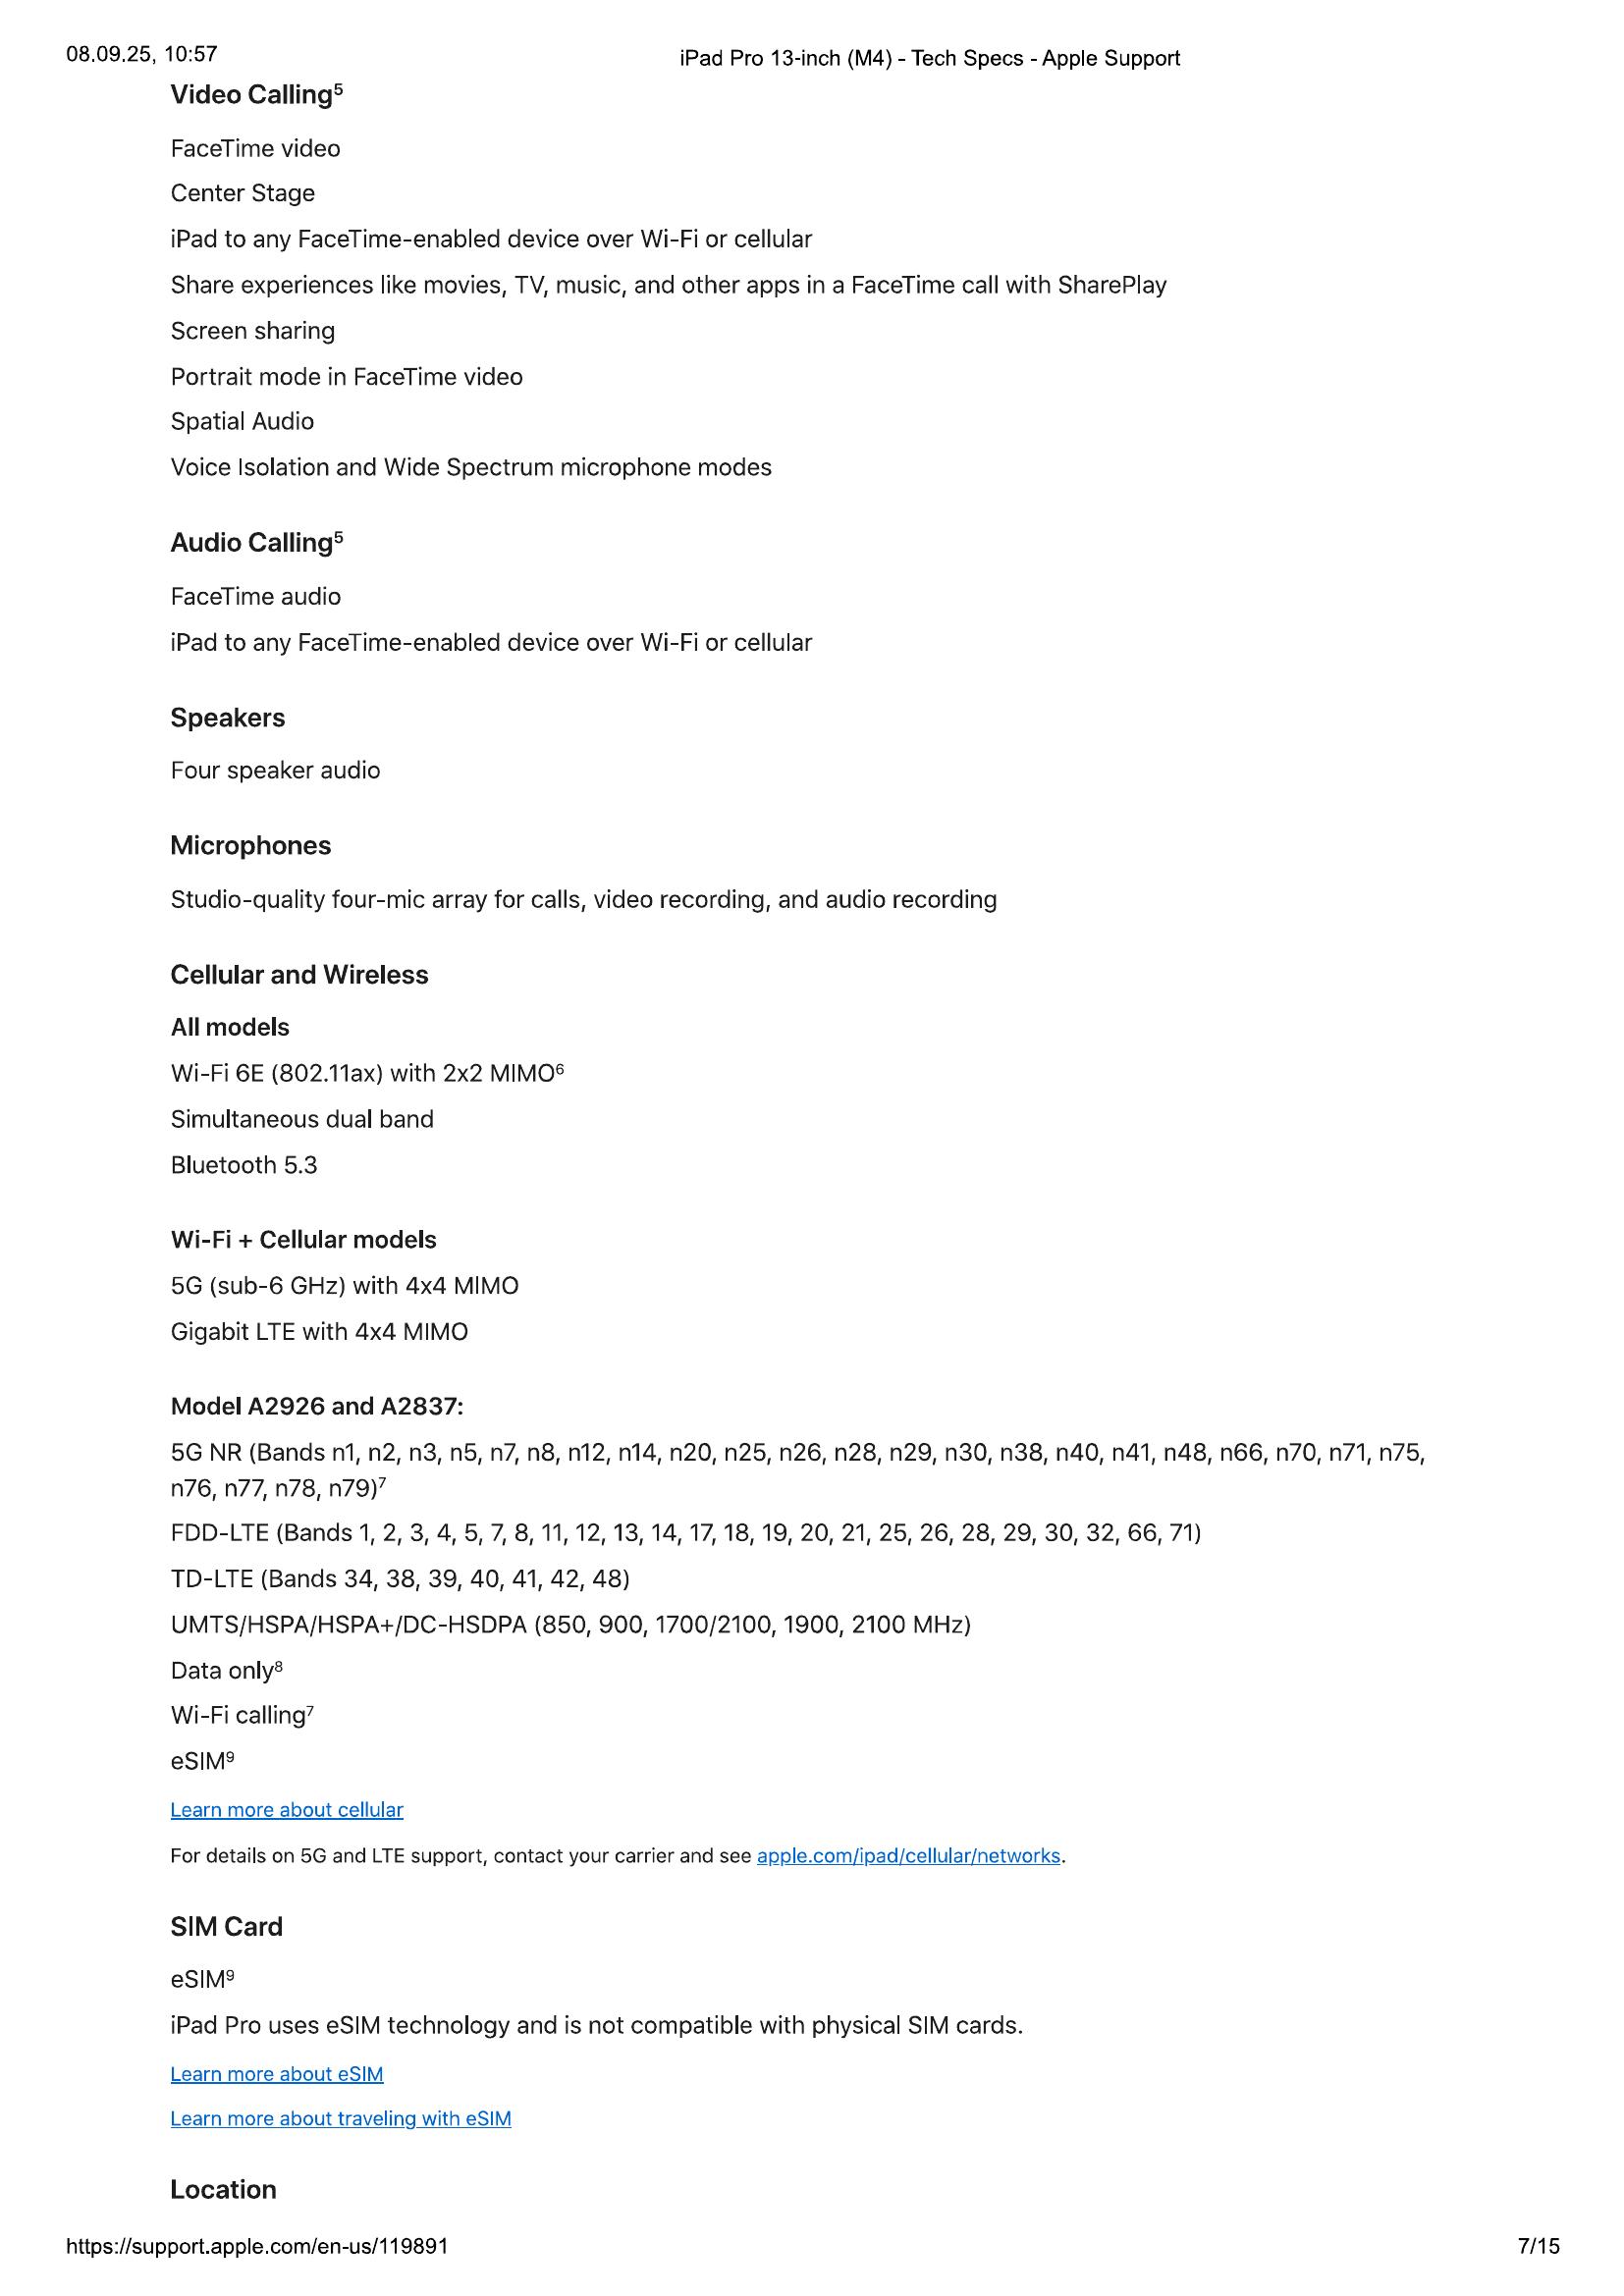 08.09.25, 10:57
iPad Pro 13-inch (M4) - Tech Specs - Apple Support
Video Calling⁵
FaceTime video
Center Stage
iPad to any FaceTime-enabled device over Wi-Fi or cellular
Share experiences like movies, TV, music, and other apps in a FaceTime call with SharePlay
Screen sharing
Portrait mode in FaceTime video
Spatial Audio
Voice Isolation and Wide Spectrum microphone modes
Audio Calling⁵
FaceTime audio
iPad to any FaceTime-enabled device over Wi-Fi or cellular
Speakers
Four speaker audio
Microphones
Studio-quality four-mic array for calls, video recording, and audio recording
Cellular and Wireless
All models
Wi-Fi 6E (802.11ax) with 2x2 MIMO⁶
Simultaneous dual band
Bluetooth 5.3
Wi-Fi + Cellular models
5G (sub-6 GHz) with 4x4 MIMO
Gigabit LTE with 4x4 MIMO
Model A2926 and A2837:
5G NR (Bands n1, n2, n3, n5, n7, n8, n12, n14, n20, n25, n26, n28, n29, n30, n38, n40, n41, n48, n66, n70, n71, n75,
n76, n77, n78, n79)⁷
FDD-LTE (Bands 1, 2, 3, 4, 5, 7, 8, 11, 12, 13, 14, 17, 18, 19, 20, 21, 25, 26, 28, 29, 30, 32, 66, 71)
TD-LTE (Bands 34, 38, 39, 40, 41, 42, 48)
UMTS/HSPA/HSPA+/DC-HSDPA (850, 900, 1700/2100, 1900, 2100 MHz)
Data only⁸
Wi-Fi calling⁷
eSIM⁹
Learn more about cellular
For details on 5G and LTE support, contact your carrier and see apple.com/ipad/cellular/networks.
SIM Card
eSIM⁹
iPad Pro uses eSIM technology and is not compatible with physical SIM cards.
Learn more about eSIM
Learn more about traveling with eSIM
Location
https://support.apple.com/en-us/119891
7/15